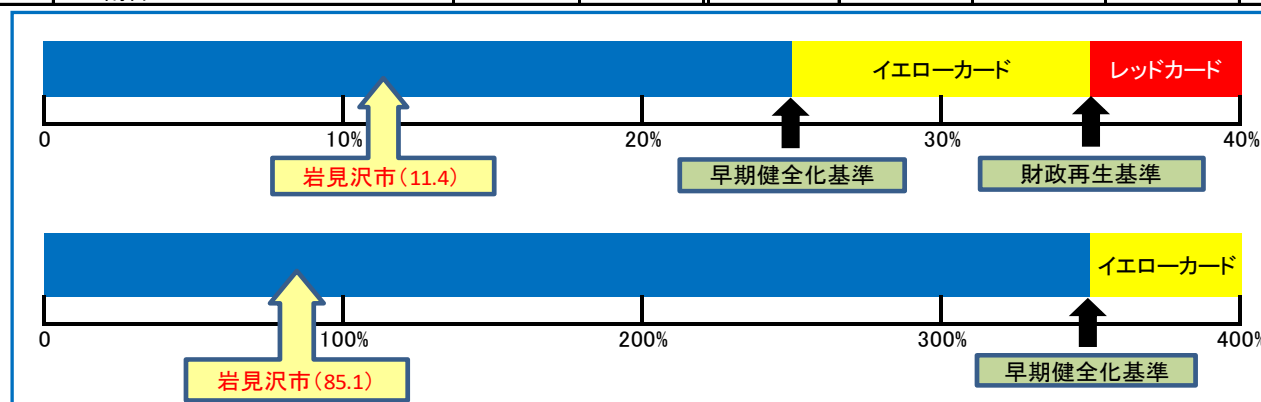 イエローカード
レッドカード
0
10%
20%
30%
40%
岩見沢市(11.4)
早期健全化基準
財政再生基準
イエローカード
0
100%
200%
300%
400%
岩見沢市(85.1)
早期健全化基準